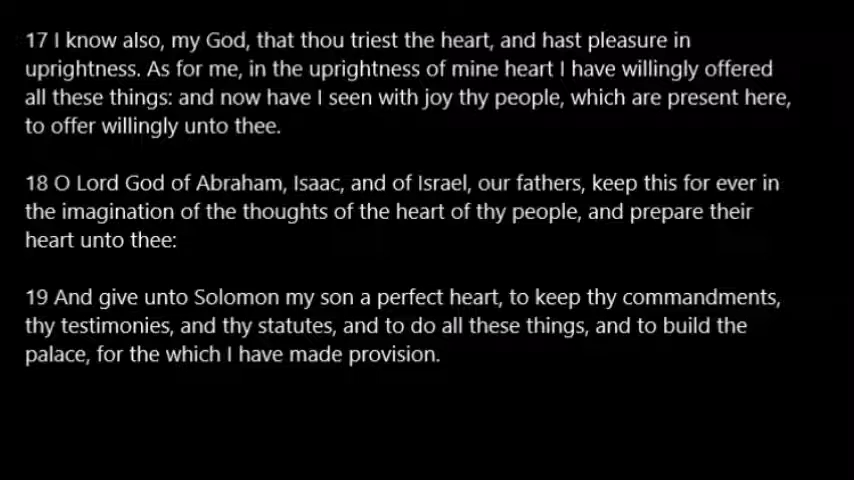 17 I know also, my God, that thou triest the heart, and hast pleasure in
uprightness. As for me, in the uprightness of mine heart I have willingly offered
all these things: and now have I seen with joy thy people, which are present here,
to offer willingly unto thee.
18 O Lord God of Abraham, Isaac, and of Israel, our fathers, keep this for ever in
the imagination of the thoughts of the heart of thy people, and prepare their
heart unto thee:
19 And give unto Solomon my son a perfect heart, to keep thy commandments,
thy testimonies, and thy statutes, and to do all these things, and to build the
palace, for the which I have made provision.